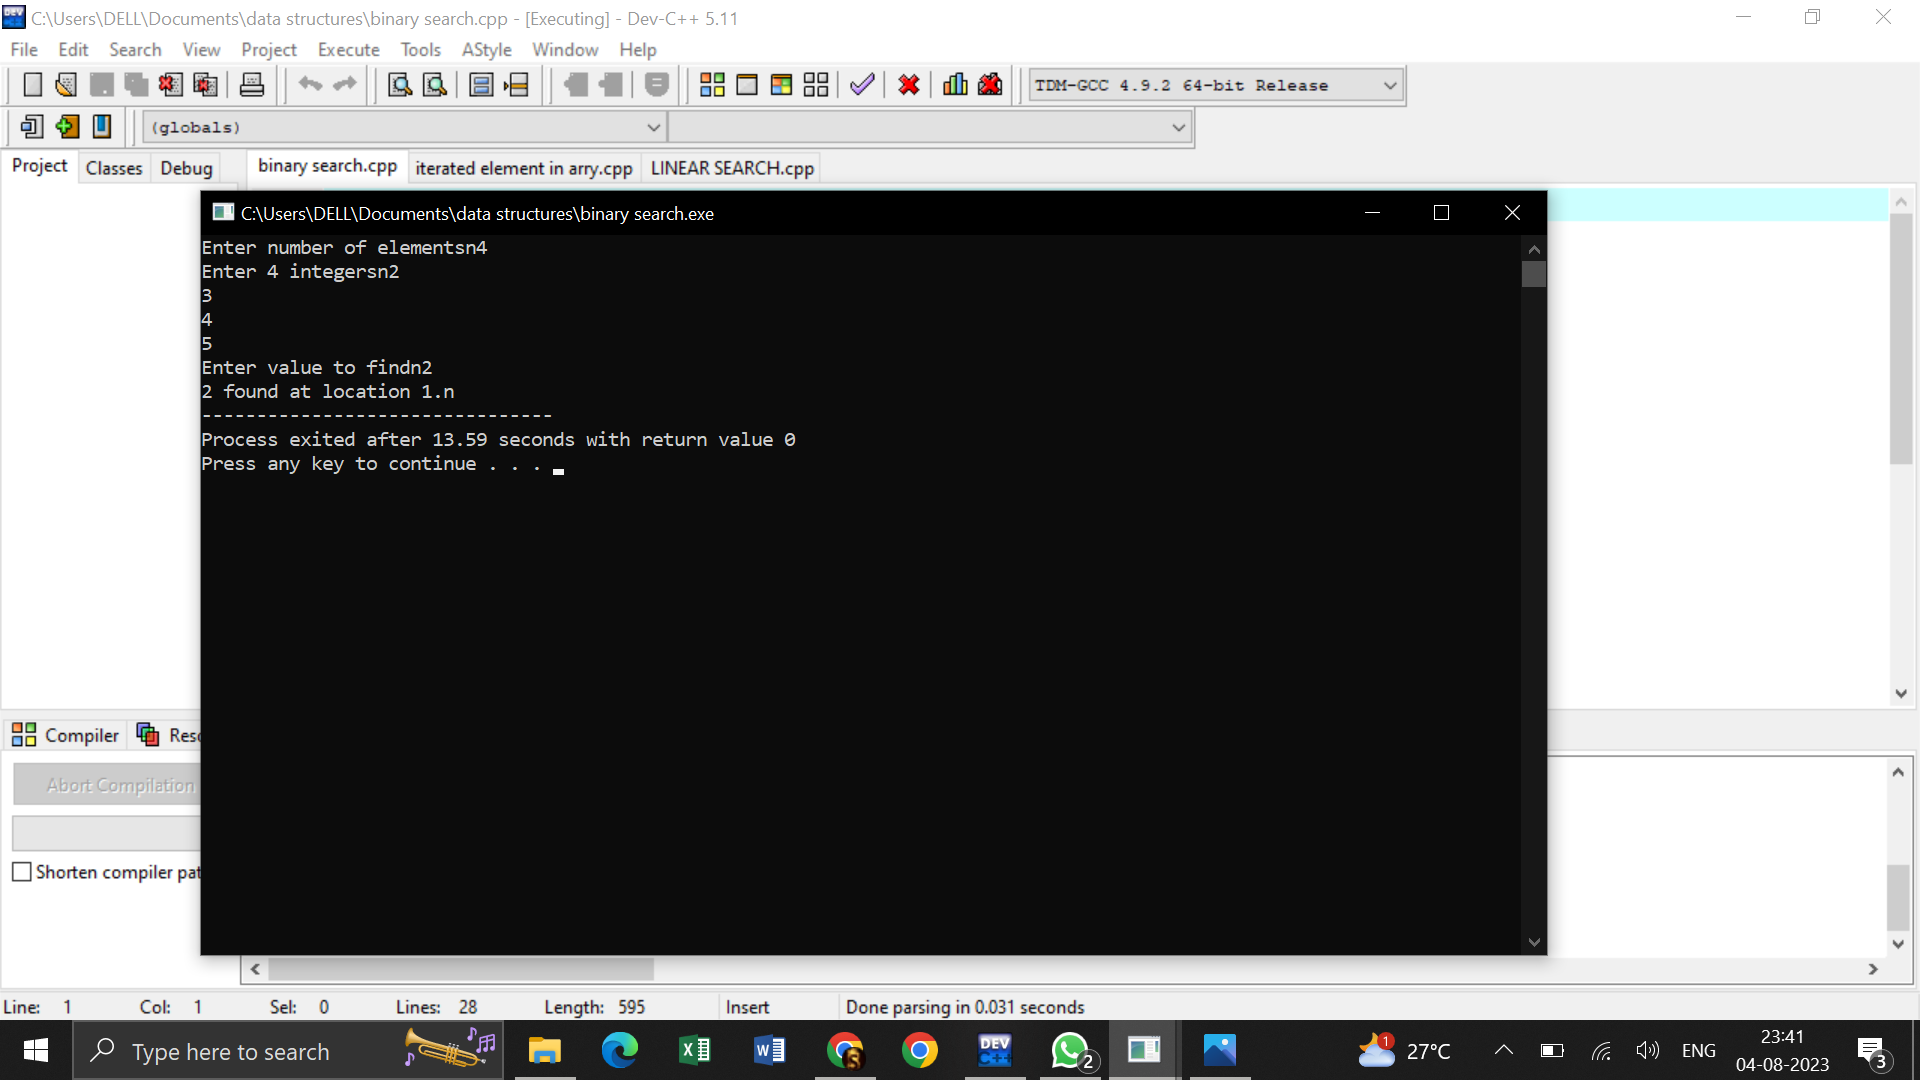 C:\Users\DELL\Documents\data structures\binary search.cpp - [Executing] - Dev-C++ 5.11
File Edit Search View Project Execute Tools AStyle Window Help
TDM-GCC 4.9.2 64-bit Release
(globals)
Project Classes Debug binary search.cpp iterated element in arry.cpp LINEAR SEARCH.cpp
C:\Users\DELL\Documents\data structures\binary search.exe
Enter number of elementsn4
Enter 4 integersn2
3
4
5
Enter value to findn2
2 found at location 1.n
--------------------------------
Process exited after 13.59 seconds with return value 0
Press any key to continue . . .
Compiler Reso
Abort Compilation
Shorten compiler pat
Line: 1 Col: 1 Sel: 0 Lines: 28 Length: 595 Insert Done parsing in 0.031 seconds
Type here to search
DEV C++
2
1
27°C
ENG
23:41
04-08-2023
3